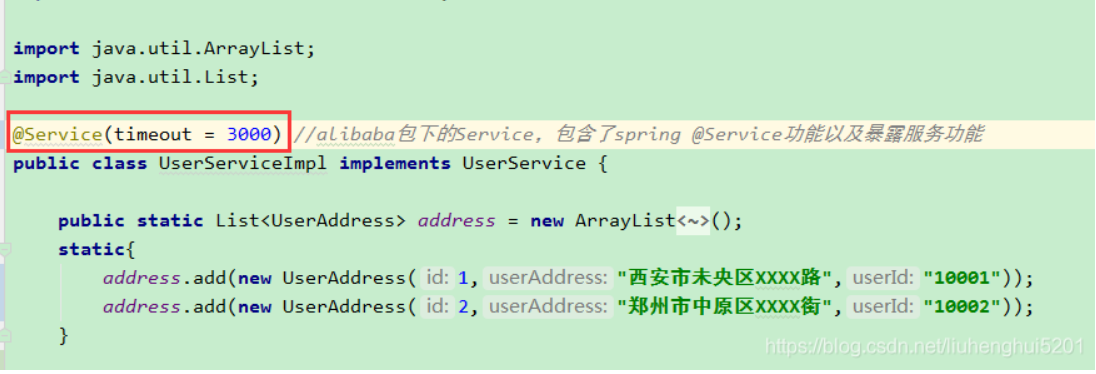 import java.util.ArrayList;
import java.util.List;
@Service(timeout = 3000) //alibaba包下的Service，包含了spring @Service功能以及暴露服务功能
public class UserServiceImpl implements UserService {
public static List<UserAddress> address = new ArrayList<~>();
static{
address.add(new UserAddress( id: 1, userAddress: "西安市未央区XXXX路", userId: "10001"));
address.add(new UserAddress( id: 2, userAddress: "郑州市中原区XXXX街", userId: "10002"));
}
https://blog.csdn.net/liuhenghui5201